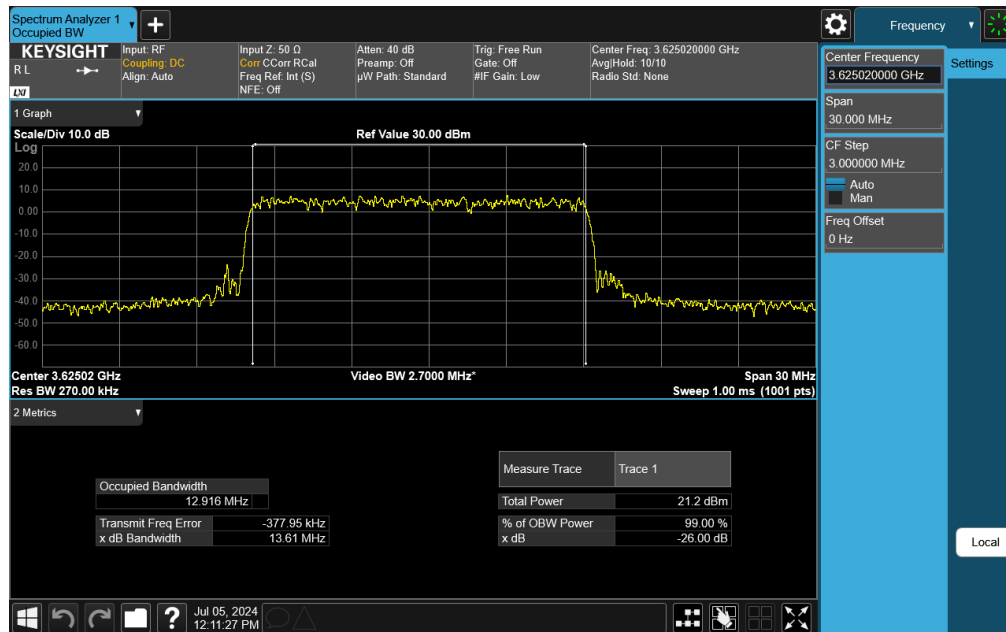 Spectrum Analyzer 1
Occupied BW
Frequency
KEYSIGHT
R L
LXI
Input: RF
Coupling: DC
Align: Auto
Input Z: 50 Ω
Corr CCorr RCal
Freq Ref: Int (S)
NFE: Off
Atten: 40 dB
Preamp: Off
µW Path: Standard
Trig: Free Run
Gate: Off
#IF Gain: Low
Center Freq: 3.625020000 GHz
Avg|Hold: 10/10
Radio Std: None
Center Frequency
3.625020000 GHz
Settings
Span
30.000 MHz
CF Step
3.000000 MHz
Auto
Man
Freq Offset
0 Hz
1 Graph
Scale/Div 10.0 dB
Ref Value 30.00 dBm
Log
20.0
10.0
0.00
-10.0
-20.0
-30.0
-40.0
-50.0
-60.0
Center 3.62502 GHz
Video BW 2.7000 MHz*
Span 30 MHz
Res BW 270.00 kHz
Sweep 1.00 ms (1001 pts)
2 Metrics
Measure Trace Trace 1
Occupied Bandwidth
12.916 MHz
Total Power 21.2 dBm
Transmit Freq Error -377.95 kHz
% of OBW Power 99.00 %
x dB Bandwidth 13.61 MHz
x dB -26.00 dB
Local
?
Jul 05, 2024
12:11:27 PM